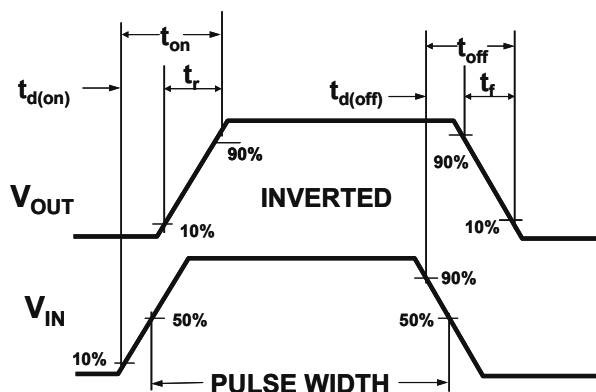 t_on
t_off
t_d(on)
t_r
t_d(off)
t_f
90%
90%
V_OUT
INVERTED
10%
10%
90%
V_IN
50%
50%
10%
PULSE WIDTH